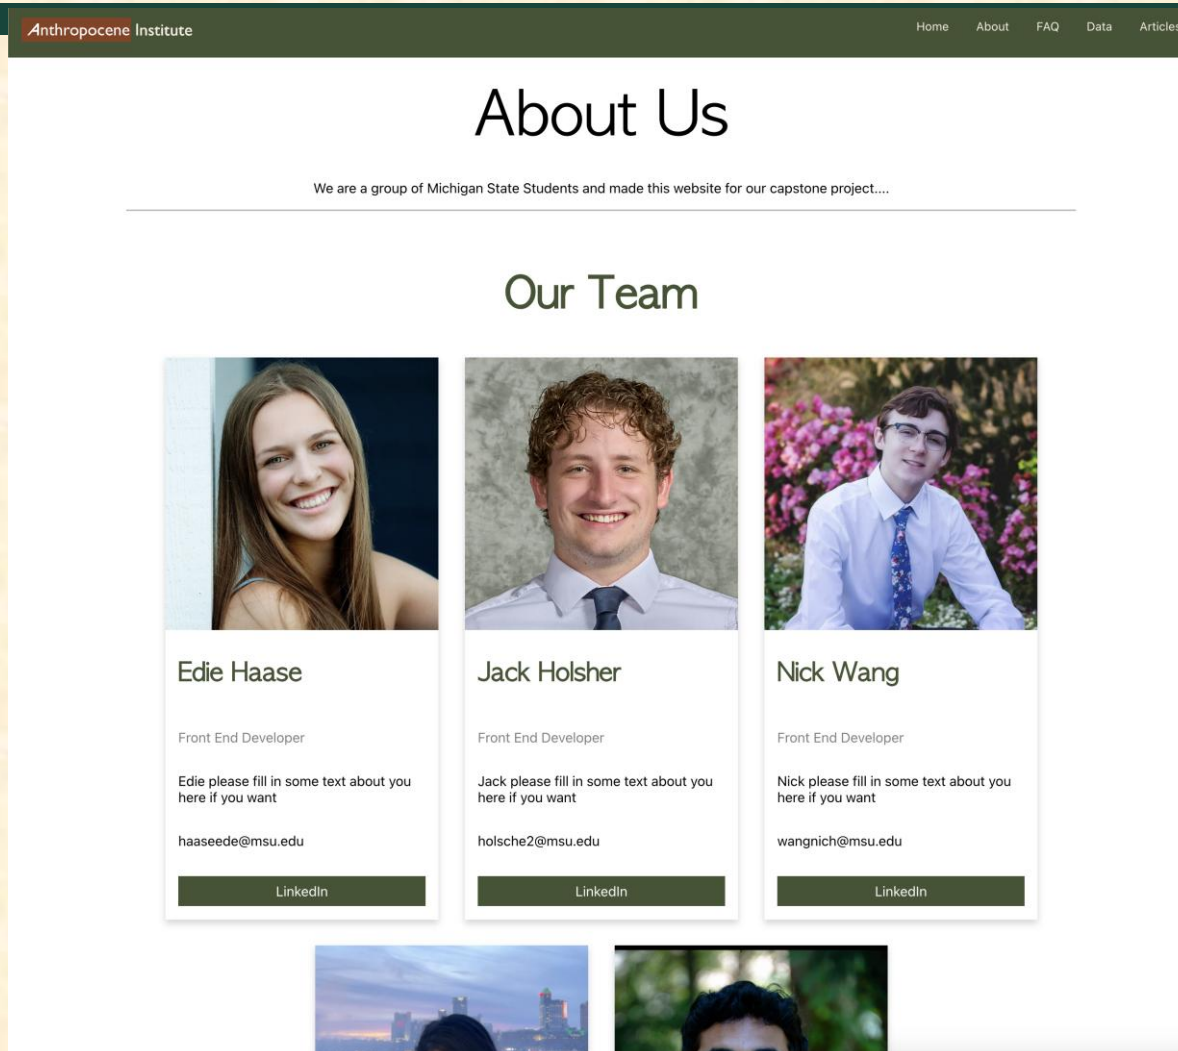 Anthropocene Institute
Home About FAQ Data Articles
About Us
We are a group of Michigan State Students and made this website for our capstone project....
Our Team
Edie Haase
Front End Developer
Edie please fill in some text about you
here if you want
haaseede@msu.edu
LinkedIn
Jack Holsher
Front End Developer
Jack please fill in some text about you
here if you want
holsche2@msu.edu
LinkedIn
Nick Wang
Front End Developer
Nick please fill in some text about you
here if you want
wangnich@msu.edu
LinkedIn